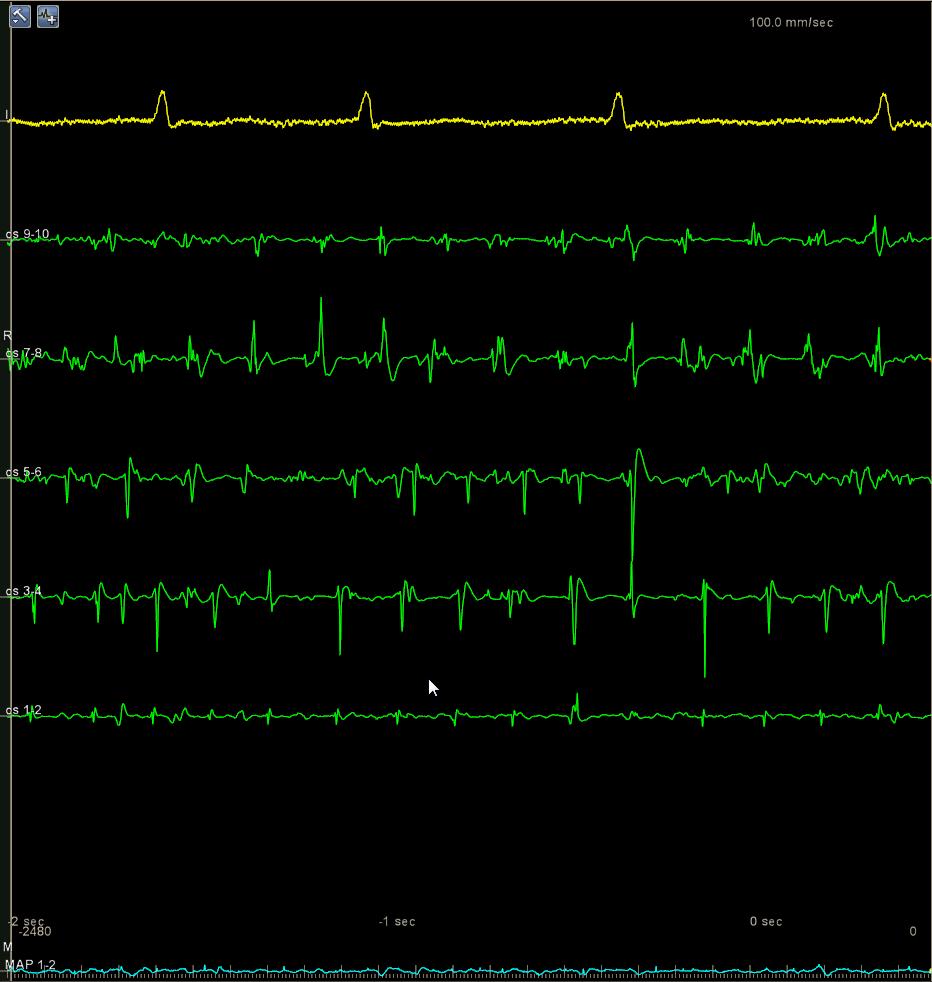 100.0 mm/sec
I
cs 9-10
R
cs 7-8
cs 5-6
cs 3-4
cs 1-2
-2 sec
-1 sec
0 sec
-2480
0
M
MAP 1-2